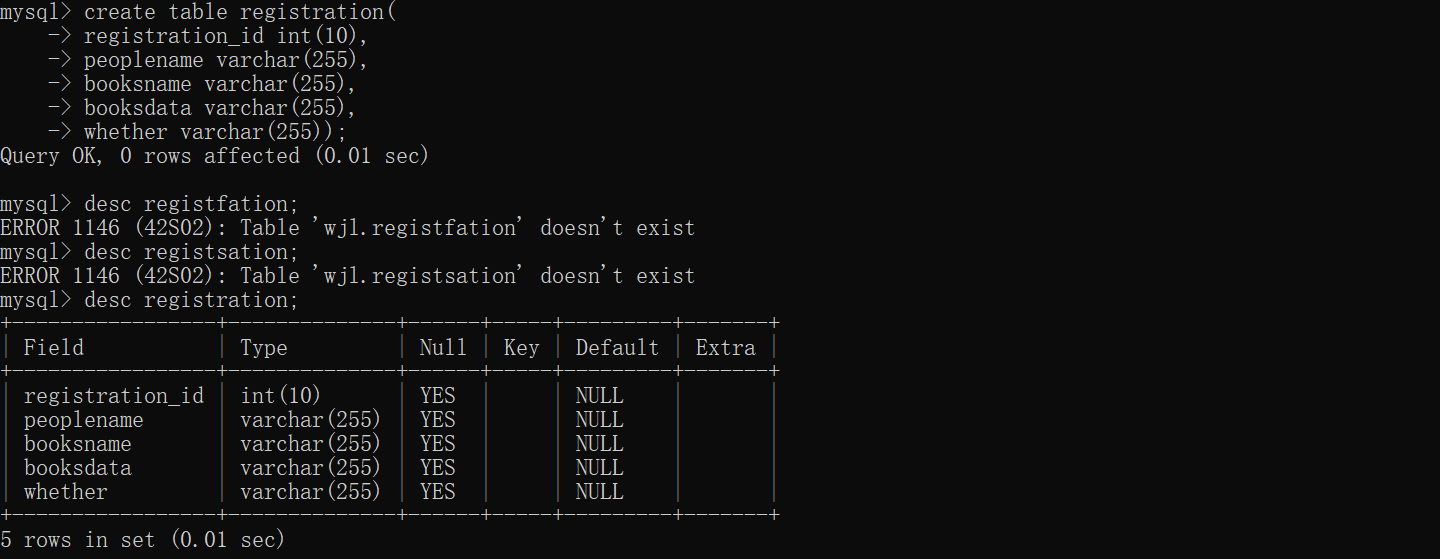 mysql> create table registration(
    -> registration_id int(10),
    -> peoplename varchar(255),
    -> booksname varchar(255),
    -> booksdata varchar(255),
    -> whether varchar(255));
Query OK, 0 rows affected (0.01 sec)

mysql> desc registfation;
ERROR 1146 (42S02): Table 'wjl.registfation' doesn't exist
mysql> desc registsation;
ERROR 1146 (42S02): Table 'wjl.registsation' doesn't exist
mysql> desc registration;
+-----------------+--------------+------+-----+---------+-------+
| Field           | Type         | Null | Key | Default | Extra |
+-----------------+--------------+------+-----+---------+-------+
| registration_id | int(10)      | YES  |     | NULL    |       |
| peoplename      | varchar(255) | YES  |     | NULL    |       |
| booksname       | varchar(255) | YES  |     | NULL    |       |
| booksdata       | varchar(255) | YES  |     | NULL    |       |
| whether         | varchar(255) | YES  |     | NULL    |       |
+-----------------+--------------+------+-----+---------+-------+
5 rows in set (0.01 sec)